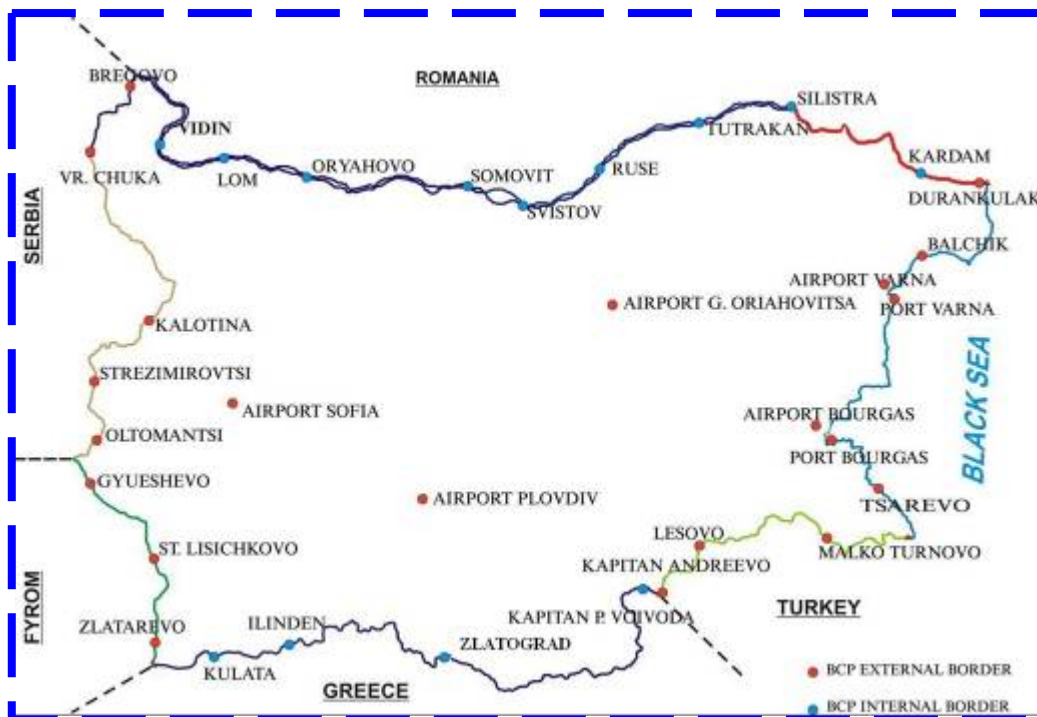 BREGOVO
ROMANIA
SILISTRA
VIDIN
TUTRAKAN
KARDAM
VR. CHUKA
LOM
ORYAHOVO
SOMOVIT
RUSE
DURANKULAK
SVISTOV
SERBIA
BALCHIK
AIRPORT VARNA
AIRPORT G. ORIAHOVITSA
PORT VARNA
KALOTINA
STREZIMIROVTSI
AIRPORT SOFIA
AIRPORT BOURGAS
BLACK SEA
OLTOMANTSI
PORT BOURGAS
GYUESHEVO
AIRPORT PLOVDIV
TSAREVO
LESOVO
ST. LISICHKOVO
MALKO TURNOVO
KAPITAN ANDREEVO
FYROM
KAPITAN P. VOIVODA
TURKEY
ZLATAREVO
ILINDEN
ZLATOGRAD
KULATA
GREECE
BCP EXTERNAL BORDER
BCP INTERNAL BORDER